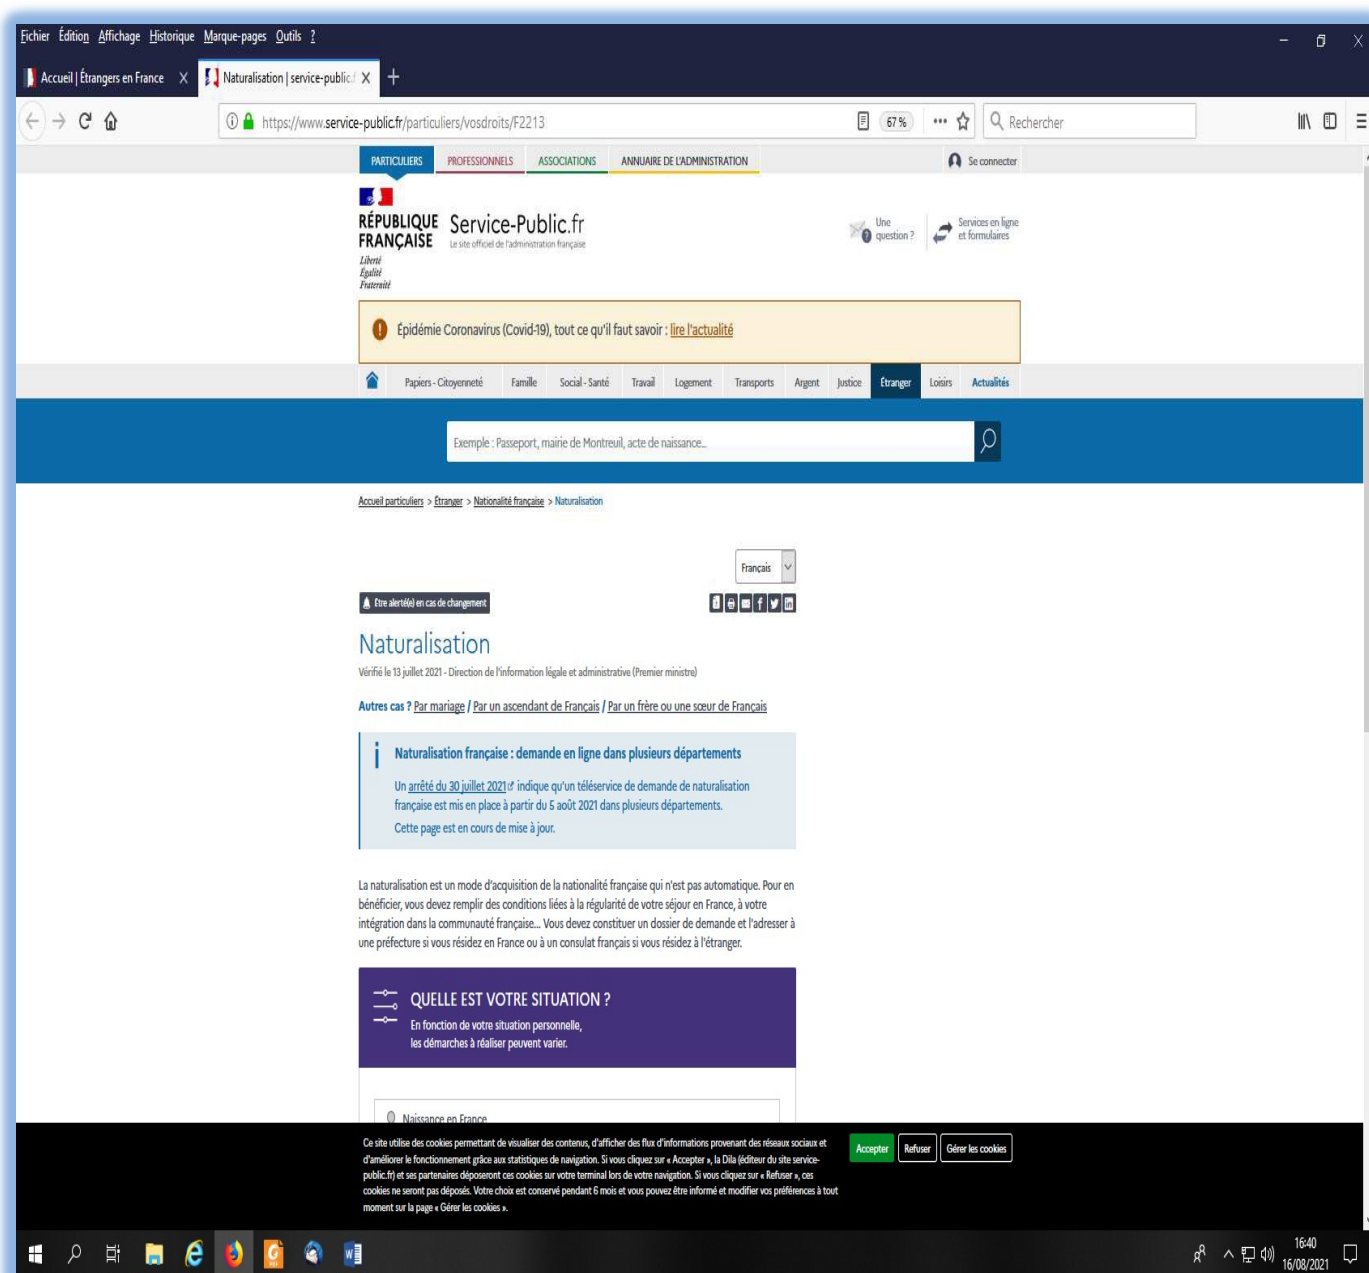 Fichier Édition Affichage Historique Marque-pages Outils ?
Accueil | Étrangers en France
Naturalisation | service-public.f
https://www.service-public.fr/particuliers/vosdroits/F2213
67 %
Rechercher
PARTICULIERS PROFESSIONNELS ASSOCIATIONS ANNUAIRE DE L'ADMINISTRATION
Se connecter
RÉPUBLIQUE
FRANÇAISE
Liberté
Égalité
Fraternité
Service-Public.fr
Le site officiel de l'administration française
Une
question ?
Services en ligne
et formulaires
Épidémie Coronavirus (Covid-19), tout ce qu'il faut savoir : lire l'actualité
Papiers - Citoyenneté Famille Social - Santé Travail Logement Transports Argent Justice Étranger Loisirs Actualités
Exemple : Passeport, mairie de Montreuil, acte de naissance...
Accueil particuliers > Étranger > Nationalité française > Naturalisation
Français
Être alerté(e) en cas de changement
Naturalisation
Vérifié le 13 juillet 2021 - Direction de l'information légale et administrative (Premier ministre)
Autres cas ? Par mariage / Par un ascendant de Français / Par un frère ou une sœur de Français
Naturalisation française : demande en ligne dans plusieurs départements
Un arrêté du 30 juillet 2021 indique qu'un téléservice de demande de naturalisation
française est mis en place à partir du 5 août 2021 dans plusieurs départements.
Cette page est en cours de mise à jour.
La naturalisation est un mode d'acquisition de la nationalité française qui n'est pas automatique. Pour en
bénéficier, vous devez remplir des conditions liées à la régularité de votre séjour en France, à votre
intégration dans la communauté française... Vous devez constituer un dossier de demande et l'adresser à
une préfecture si vous résidez en France ou à un consulat français si vous résidez à l'étranger.
QUELLE EST VOTRE SITUATION ?
En fonction de votre situation personnelle,
les démarches à réaliser peuvent varier.
Naissance en France
Ce site utilise des cookies permettant de visualiser des contenus, d'afficher des flux d'informations provenant des réseaux sociaux et
d'améliorer le fonctionnement grâce aux statistiques de navigation. Si vous cliquez sur « Accepter », la Dila (éditeur du site service-
public.fr) et ses partenaires déposeront ces cookies sur votre terminal lors de votre navigation. Si vous cliquez sur « Refuser », ces
cookies ne seront pas déposés. Votre choix est conservé pendant 6 mois et vous pouvez être informé et modifier vos préférences à tout
moment sur la page « Gérer les cookies ».
Accepter Refuser Gérer les cookies
16:40
16/08/2021